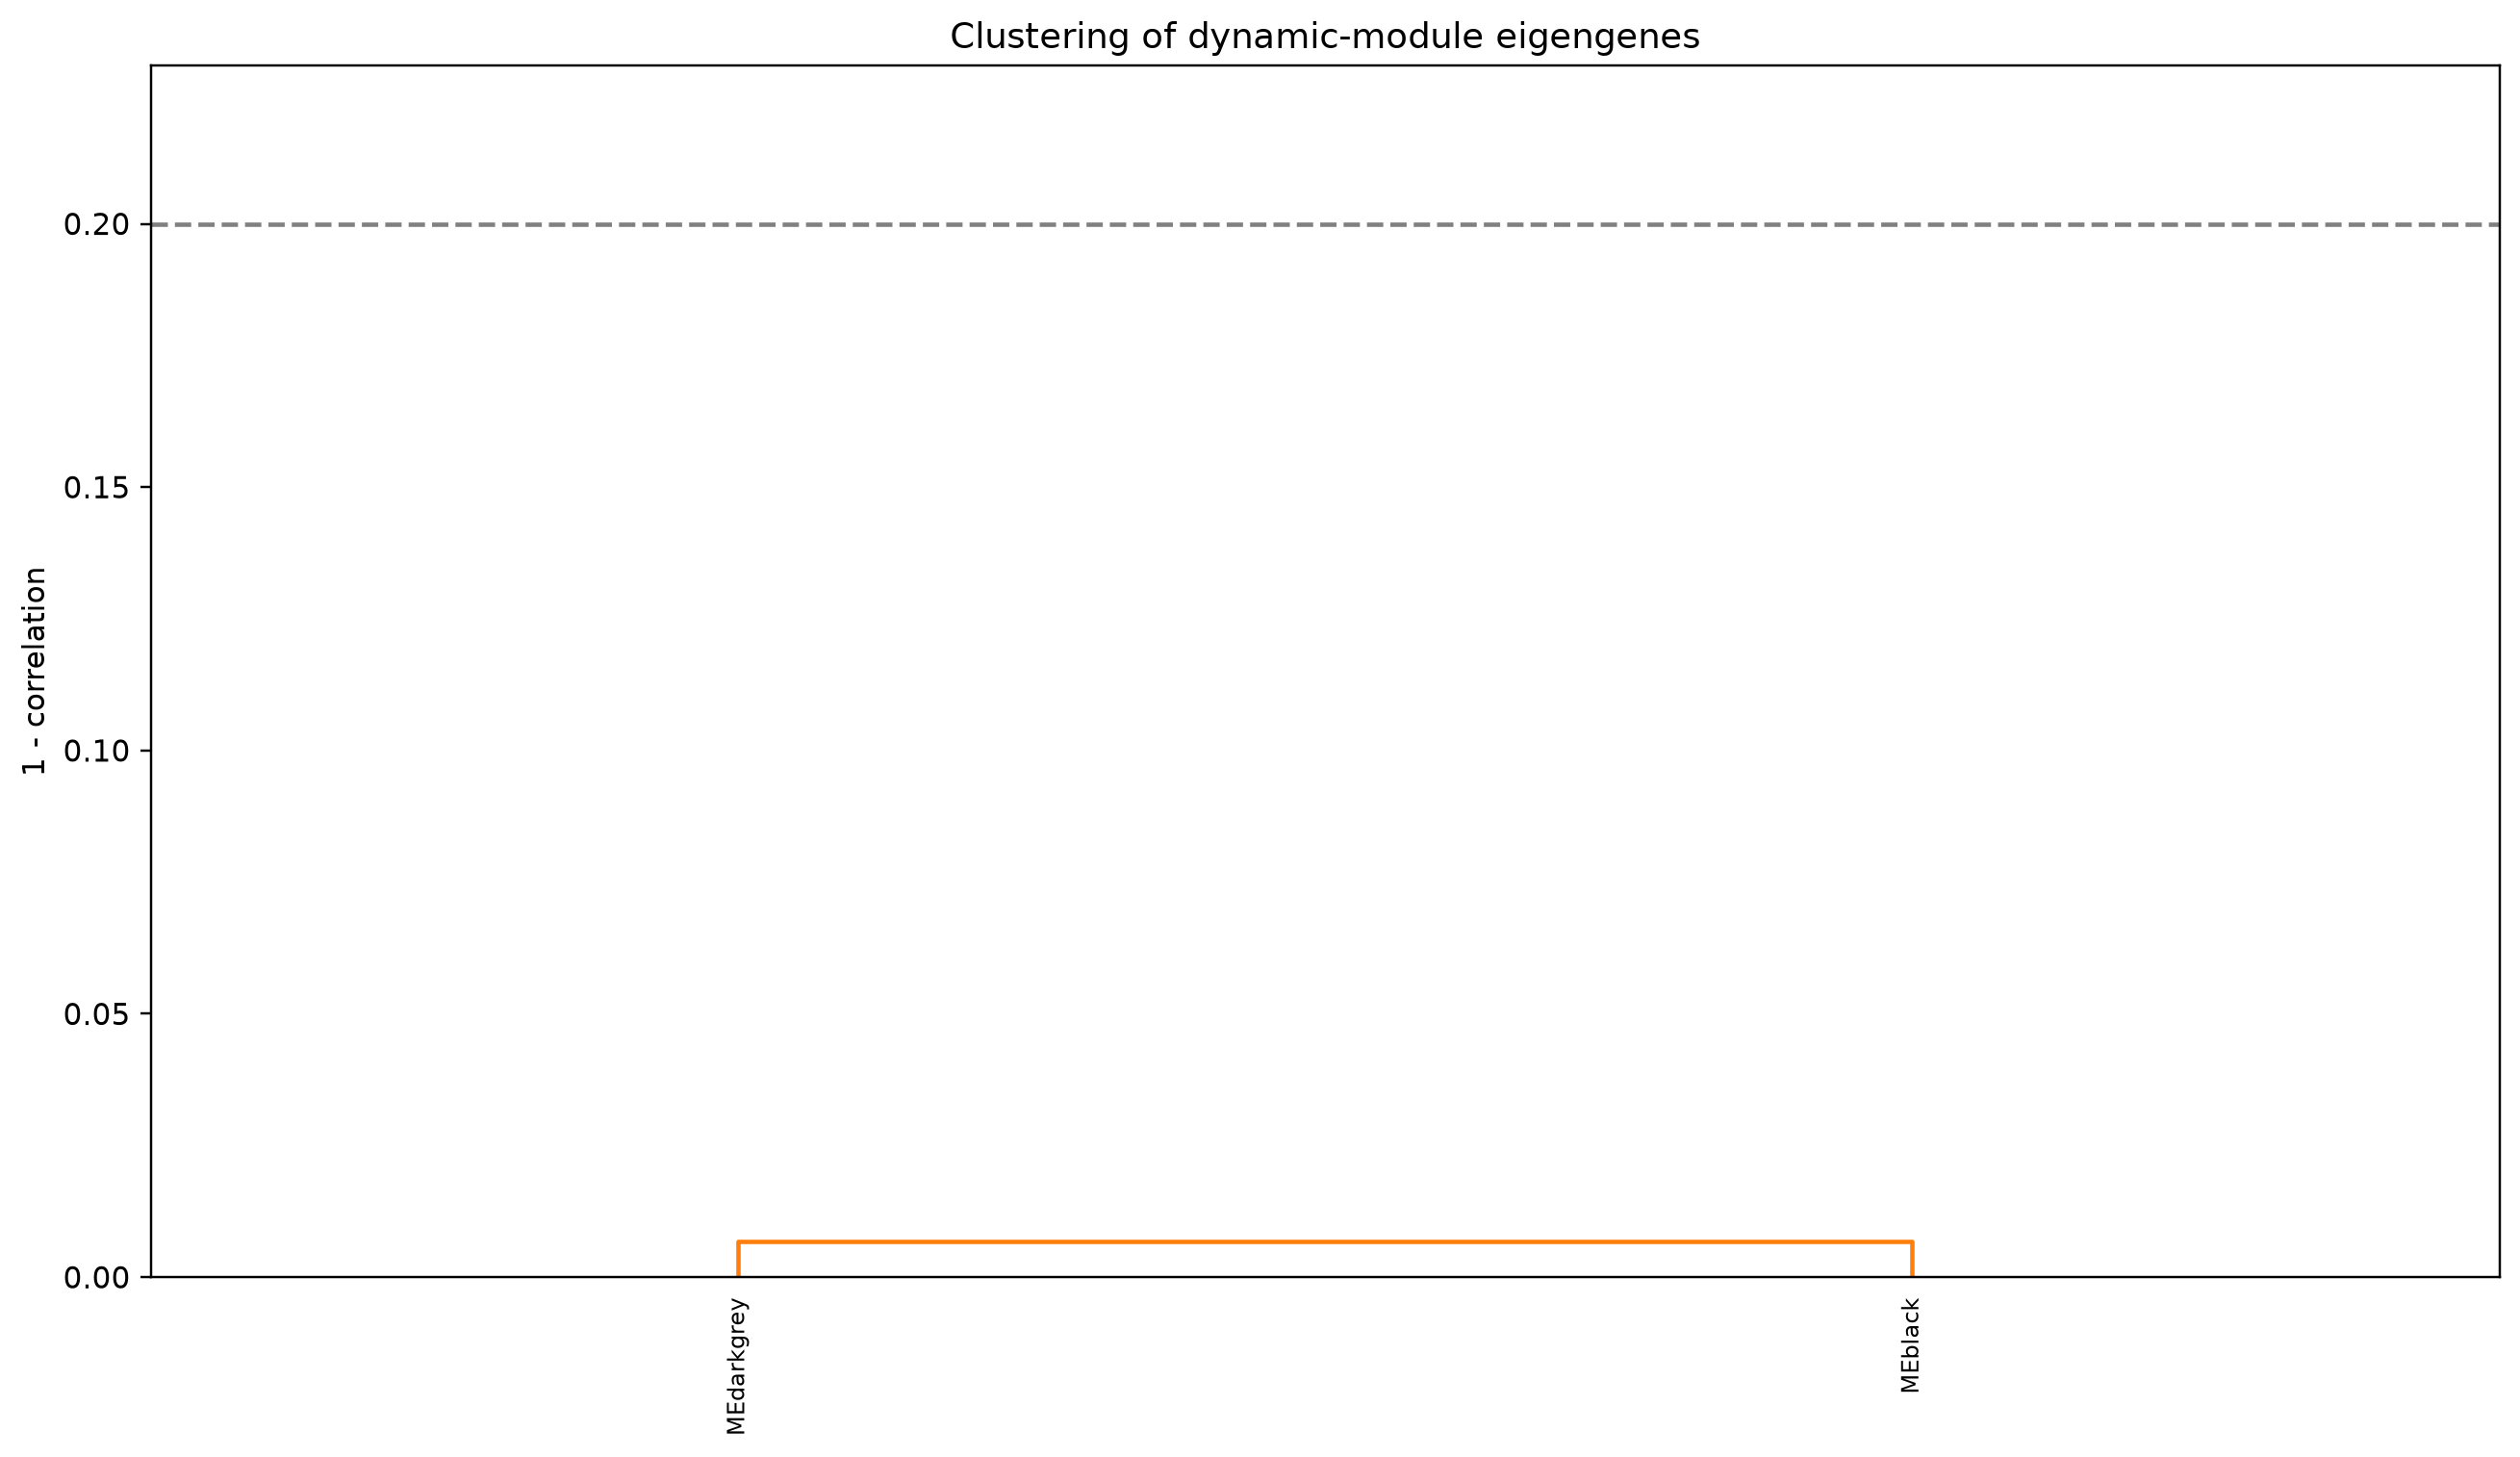 Clustering of dynamic-module eigengenes
0.20
0.15
0.10
0.05
0.00
1 - correlation
MEdarkgrey
MEblack